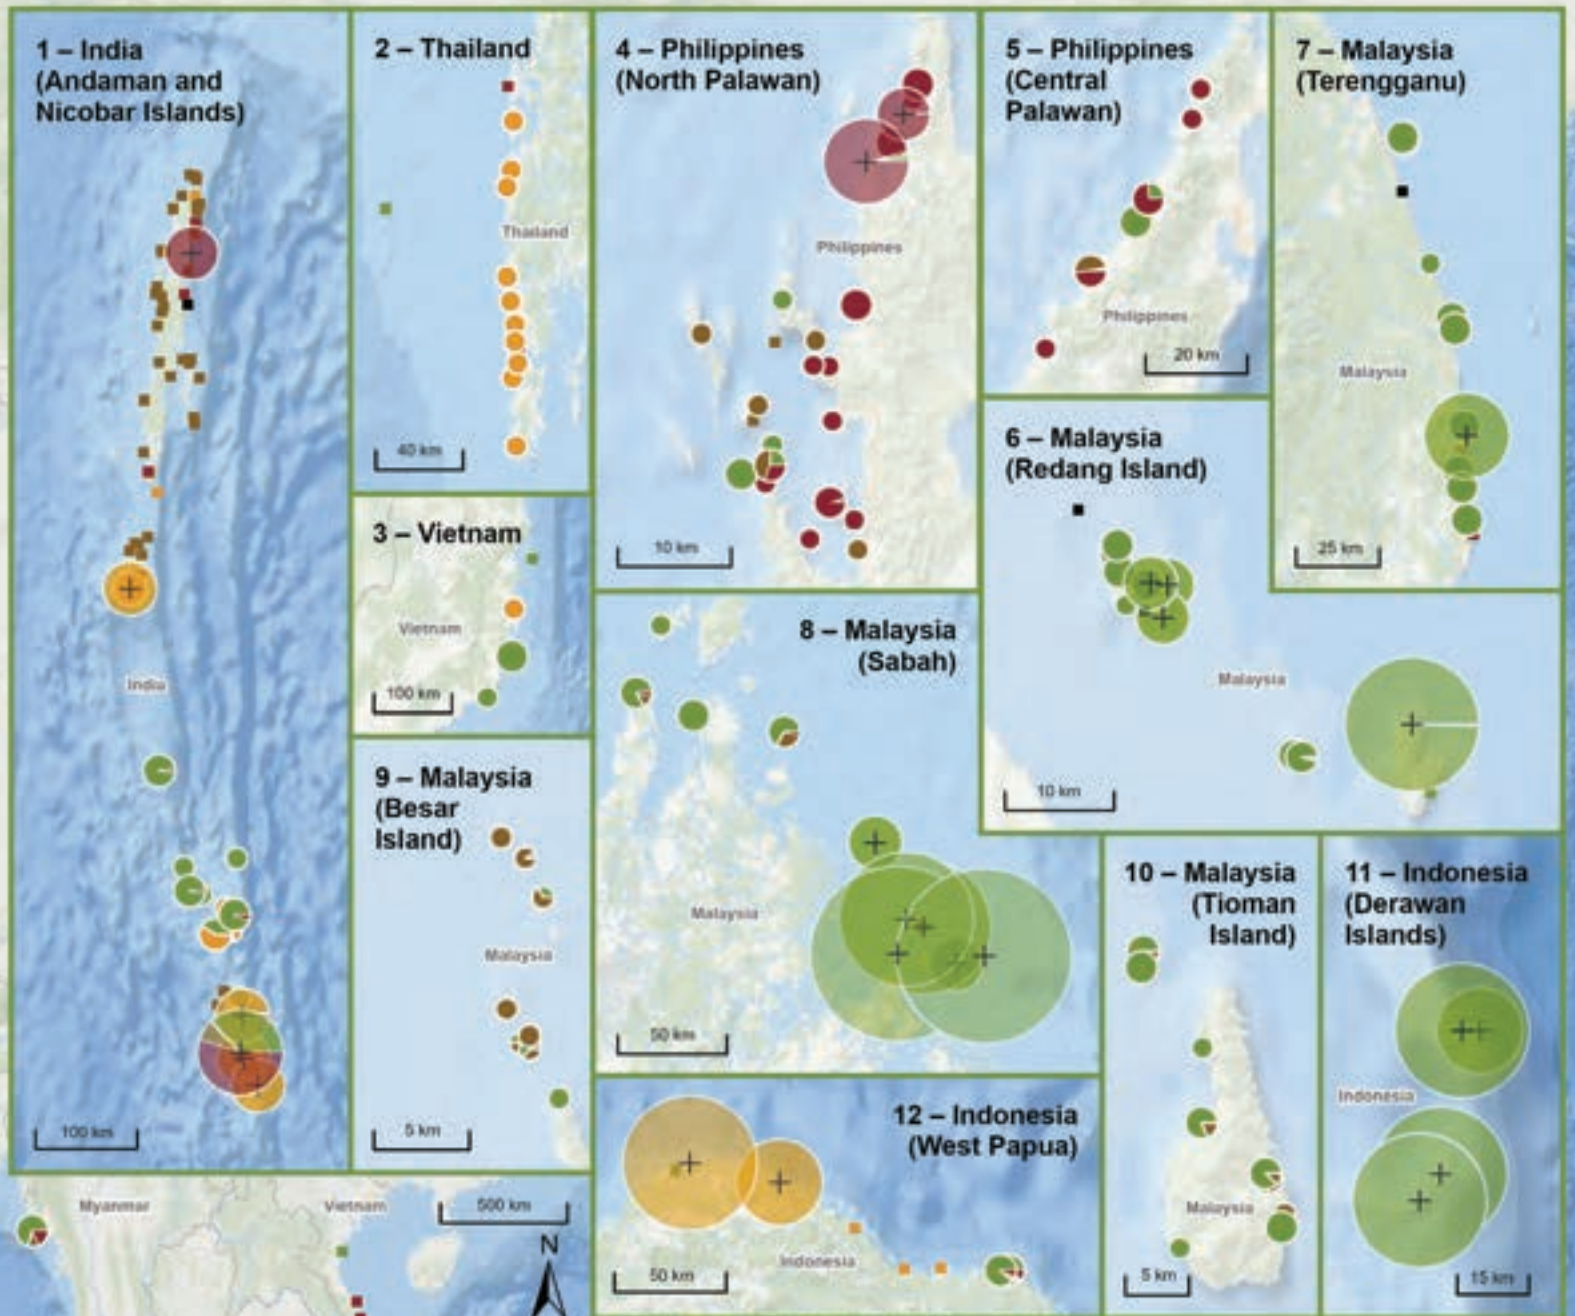 1 – India
(Andaman and
Nicobar Islands)
India
100 km
2 – Thailand
Thailand
40 km
3 – Vietnam
Vietnam
100 km
4 – Philippines
(North Palawan)
Philippines
10 km
5 – Philippines
(Central
Palawan)
Philippines
20 km
6 – Malaysia
(Redang Island)
Malaysia
10 km
7 – Malaysia
(Terengganu)
Malaysia
25 km
8 – Malaysia
(Sabah)
Malaysia
50 km
9 – Malaysia
(Besar
Island)
Malaysia
5 km
10 – Malaysia
(Tioman
Island)
Malaysia
5 km
11 – Indonesia
(Derawan
Islands)
Indonesia
15 km
12 – Indonesia
(West Papua)
Indonesia
50 km
Myanmar
Vietnam
500 km
N